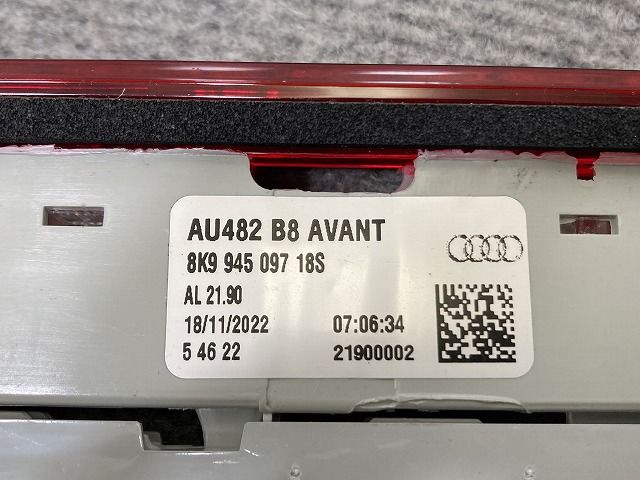 AU482 B8 AVANT
8K9 945 097 18S
AL 21.90
18/11/2022 07:06:34
5 46 22 21900002